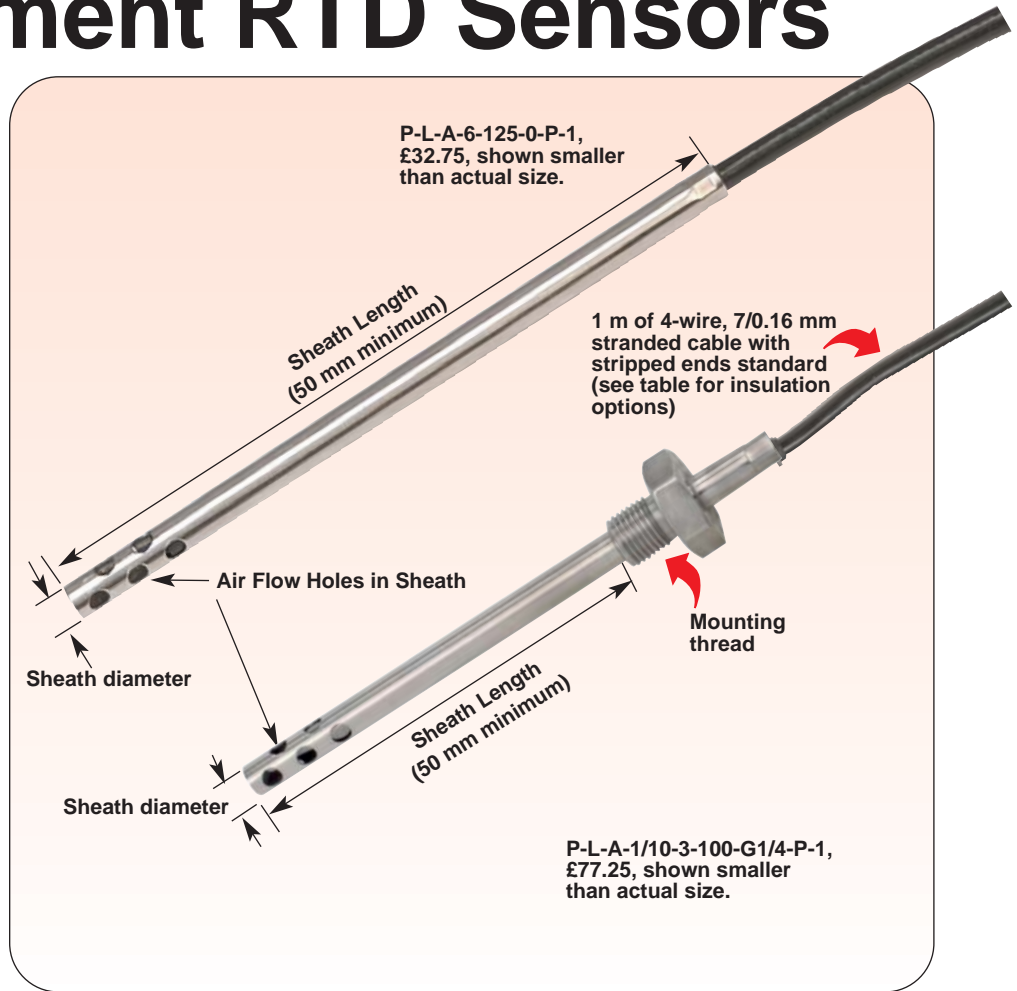 ment RTD Sensors
P-L-A-6-125-0-P-1,
£32.75, shown smaller
than actual size.
Sheath Length
(50 mm minimum)
1 m of 4-wire, 7/0.16 mm
stranded cable with
stripped ends standard
(see table for insulation
options)
Air Flow Holes in Sheath
Mounting
thread
Sheath diameter
Sheath Length
(50 mm minimum)
Sheath diameter
P-L-A-1/10-3-100-G1/4-P-1,
£77.25, shown smaller
than actual size.